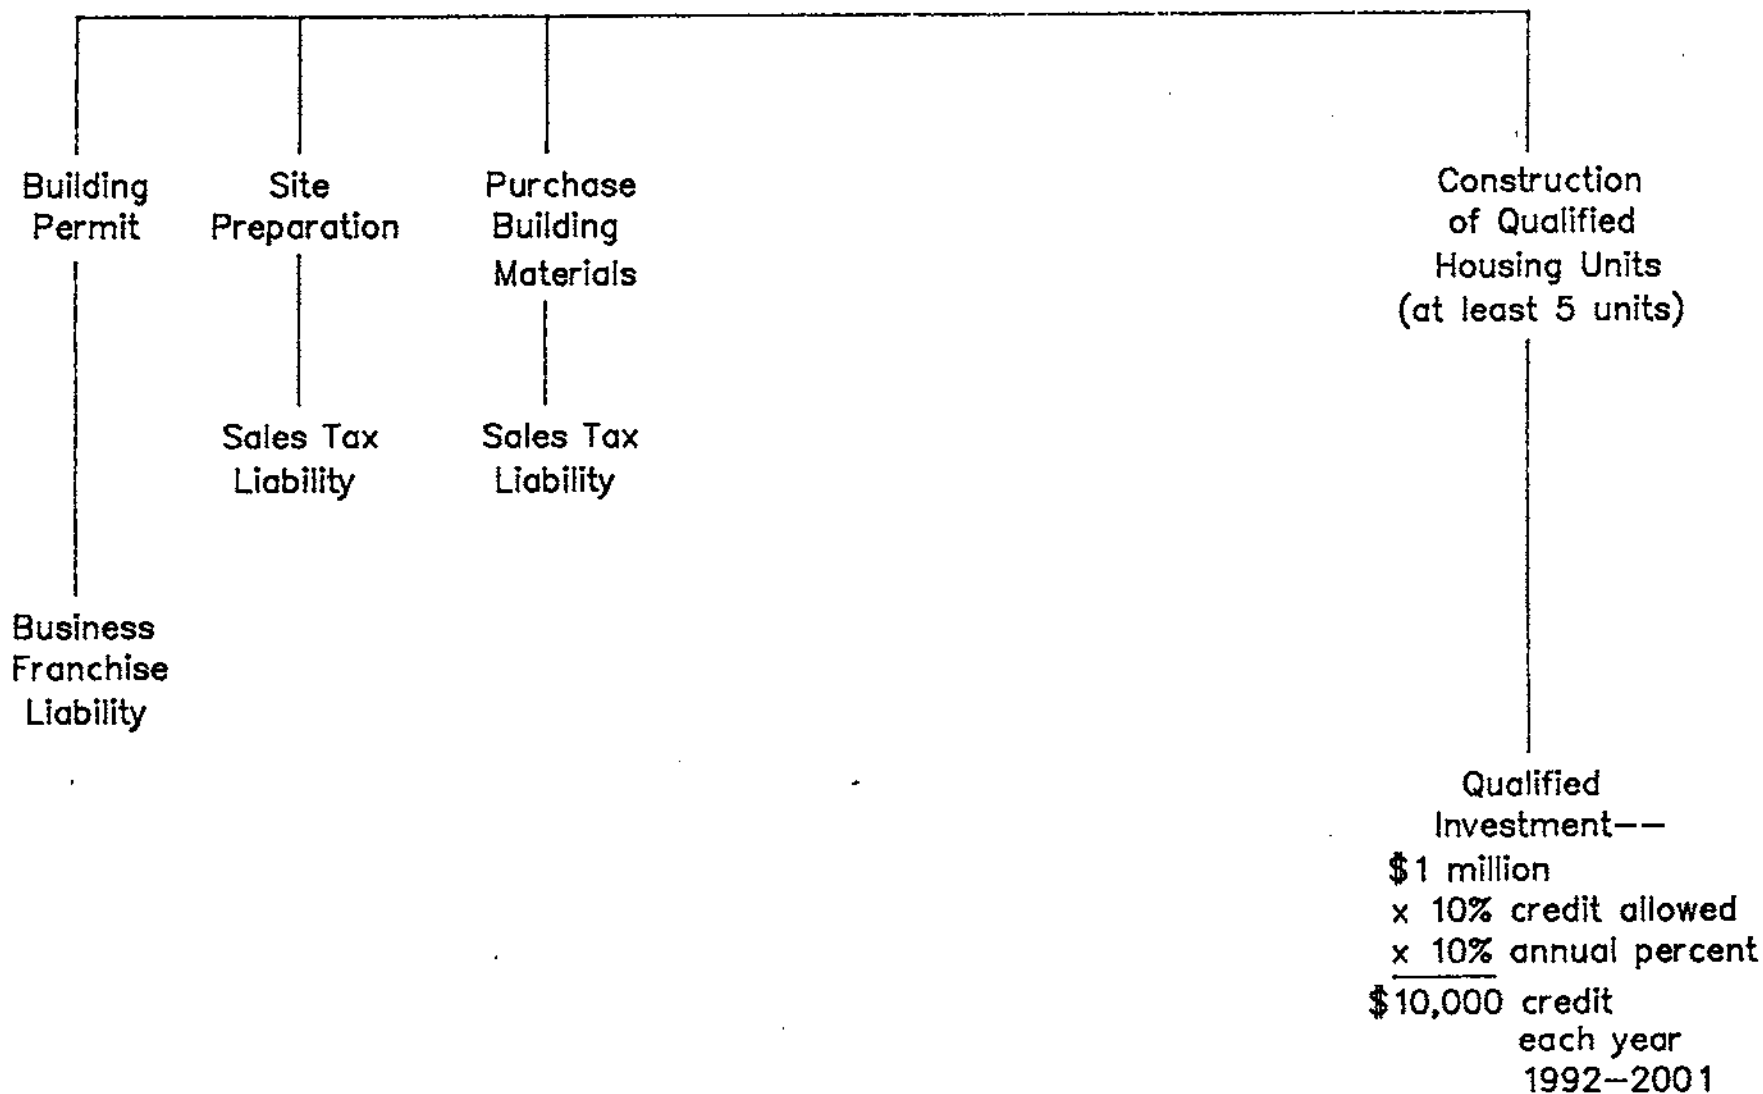 Building
Permit
Site
Preparation
Purchase
Building
Materials
Construction
of Qualified
Housing Units
(at least 5 units)
Sales Tax
Liability
Sales Tax
Liability
Business
Franchise
Liability
Qualified
Investment--
$1 million
x 10% credit allowed
x 10% annual percent
$10,000 credit
each year
1992-2001